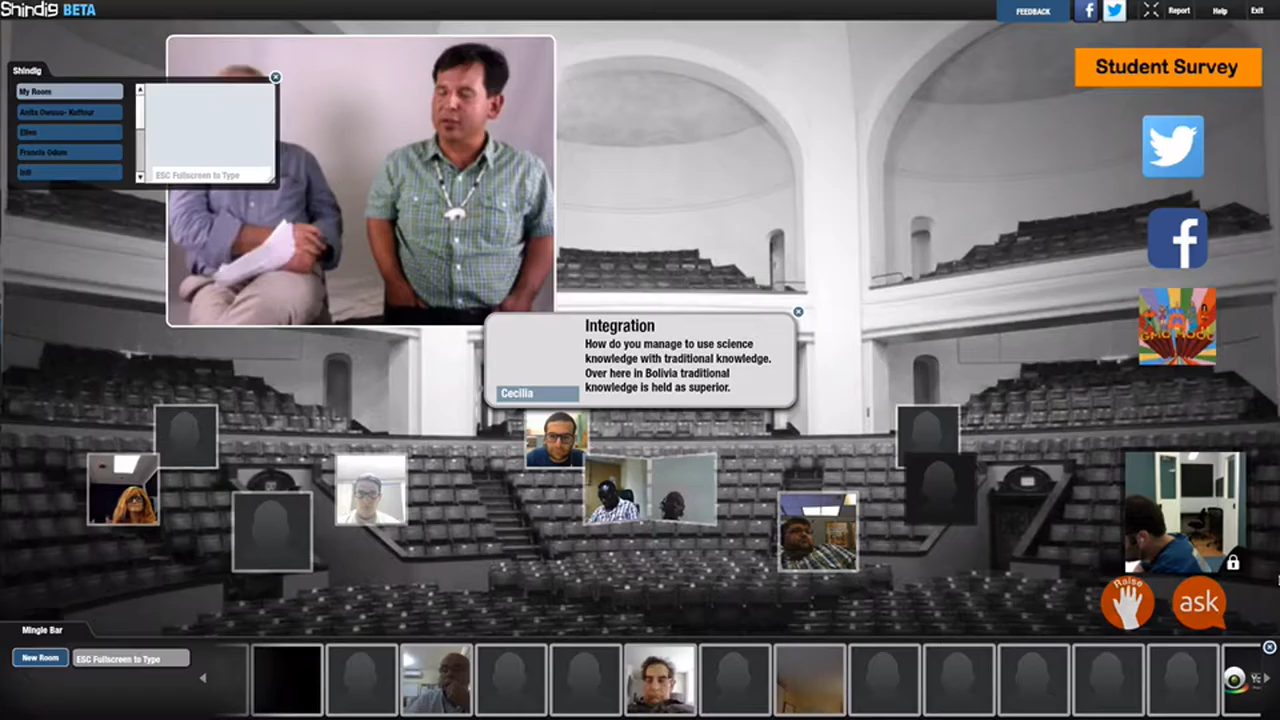 Shindig BETA
FEEDBACK
Report
Help
Exit
Student Survey
Shindig
My Room
Anita Owusu- Kuffour
Francis Odum
ESC Fullscreen to Type
Integration
How do you manage to use science
knowledge with traditional knowledge.
Over here in Bolivia traditional
knowledge is held as superior.
Cecilia
Raise
ask
Mingle Bar
New Room
ESC Fullscreen to Type